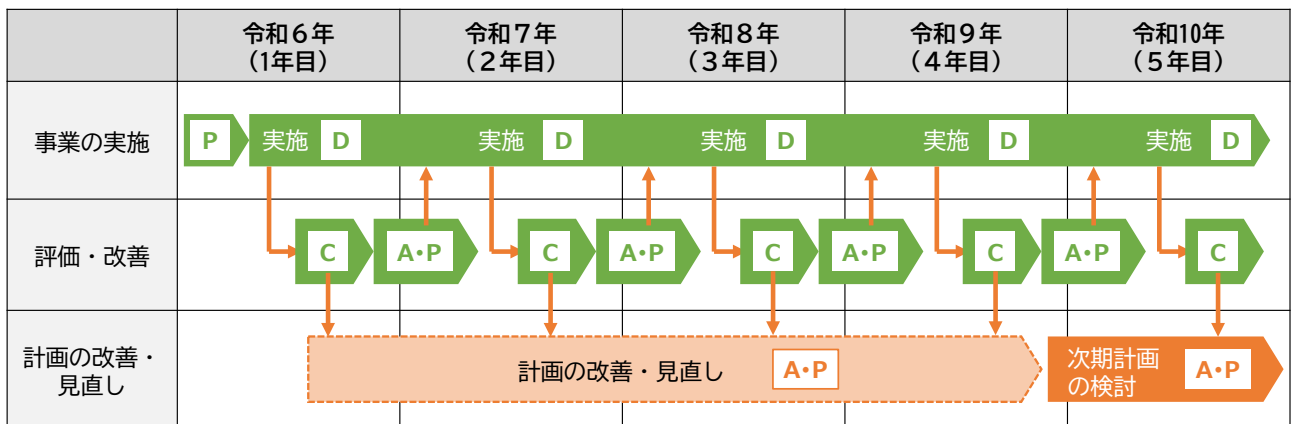 令和６年
（1年目）
令和７年
（２年目）
令和８年
（３年目）
令和９年
（４年目）
令和10年
（５年目）
事業の実施
P
実施
D
実施
D
実施
D
実施
D
実施
D
評価・改善
C
A・P
C
A・P
C
A・P
C
A・P
C
計画の改善・
見直し
計画の改善・見直し
A・P
次期計画
の検討
A・P